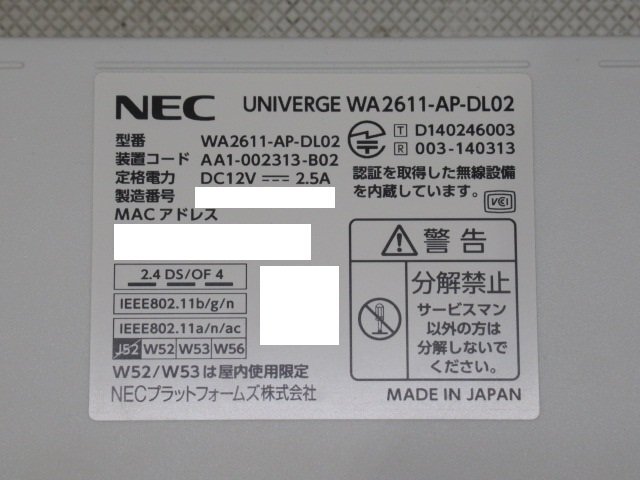 NEC UNIVERGE WA2611-AP-DL02
型番 WA2611-AP-DL02
装置コード AA1-002313-B02
定格電力 DC12V 2.5A
製造番号
MACアドレス
T D140246003
R 003-140313
認証を取得した無線設備
を内蔵しています。
VCI
警告
分解禁止
サービスマン
以外の方は
分解しないで
ください。
2.4 DS/OF 4
IEEE802.11b/g/n
IEEE802.11a/n/ac
J52 W52 W53 W56
W52/W53は屋内使用限定
NECプラットフォームズ株式会社
MADE IN JAPAN